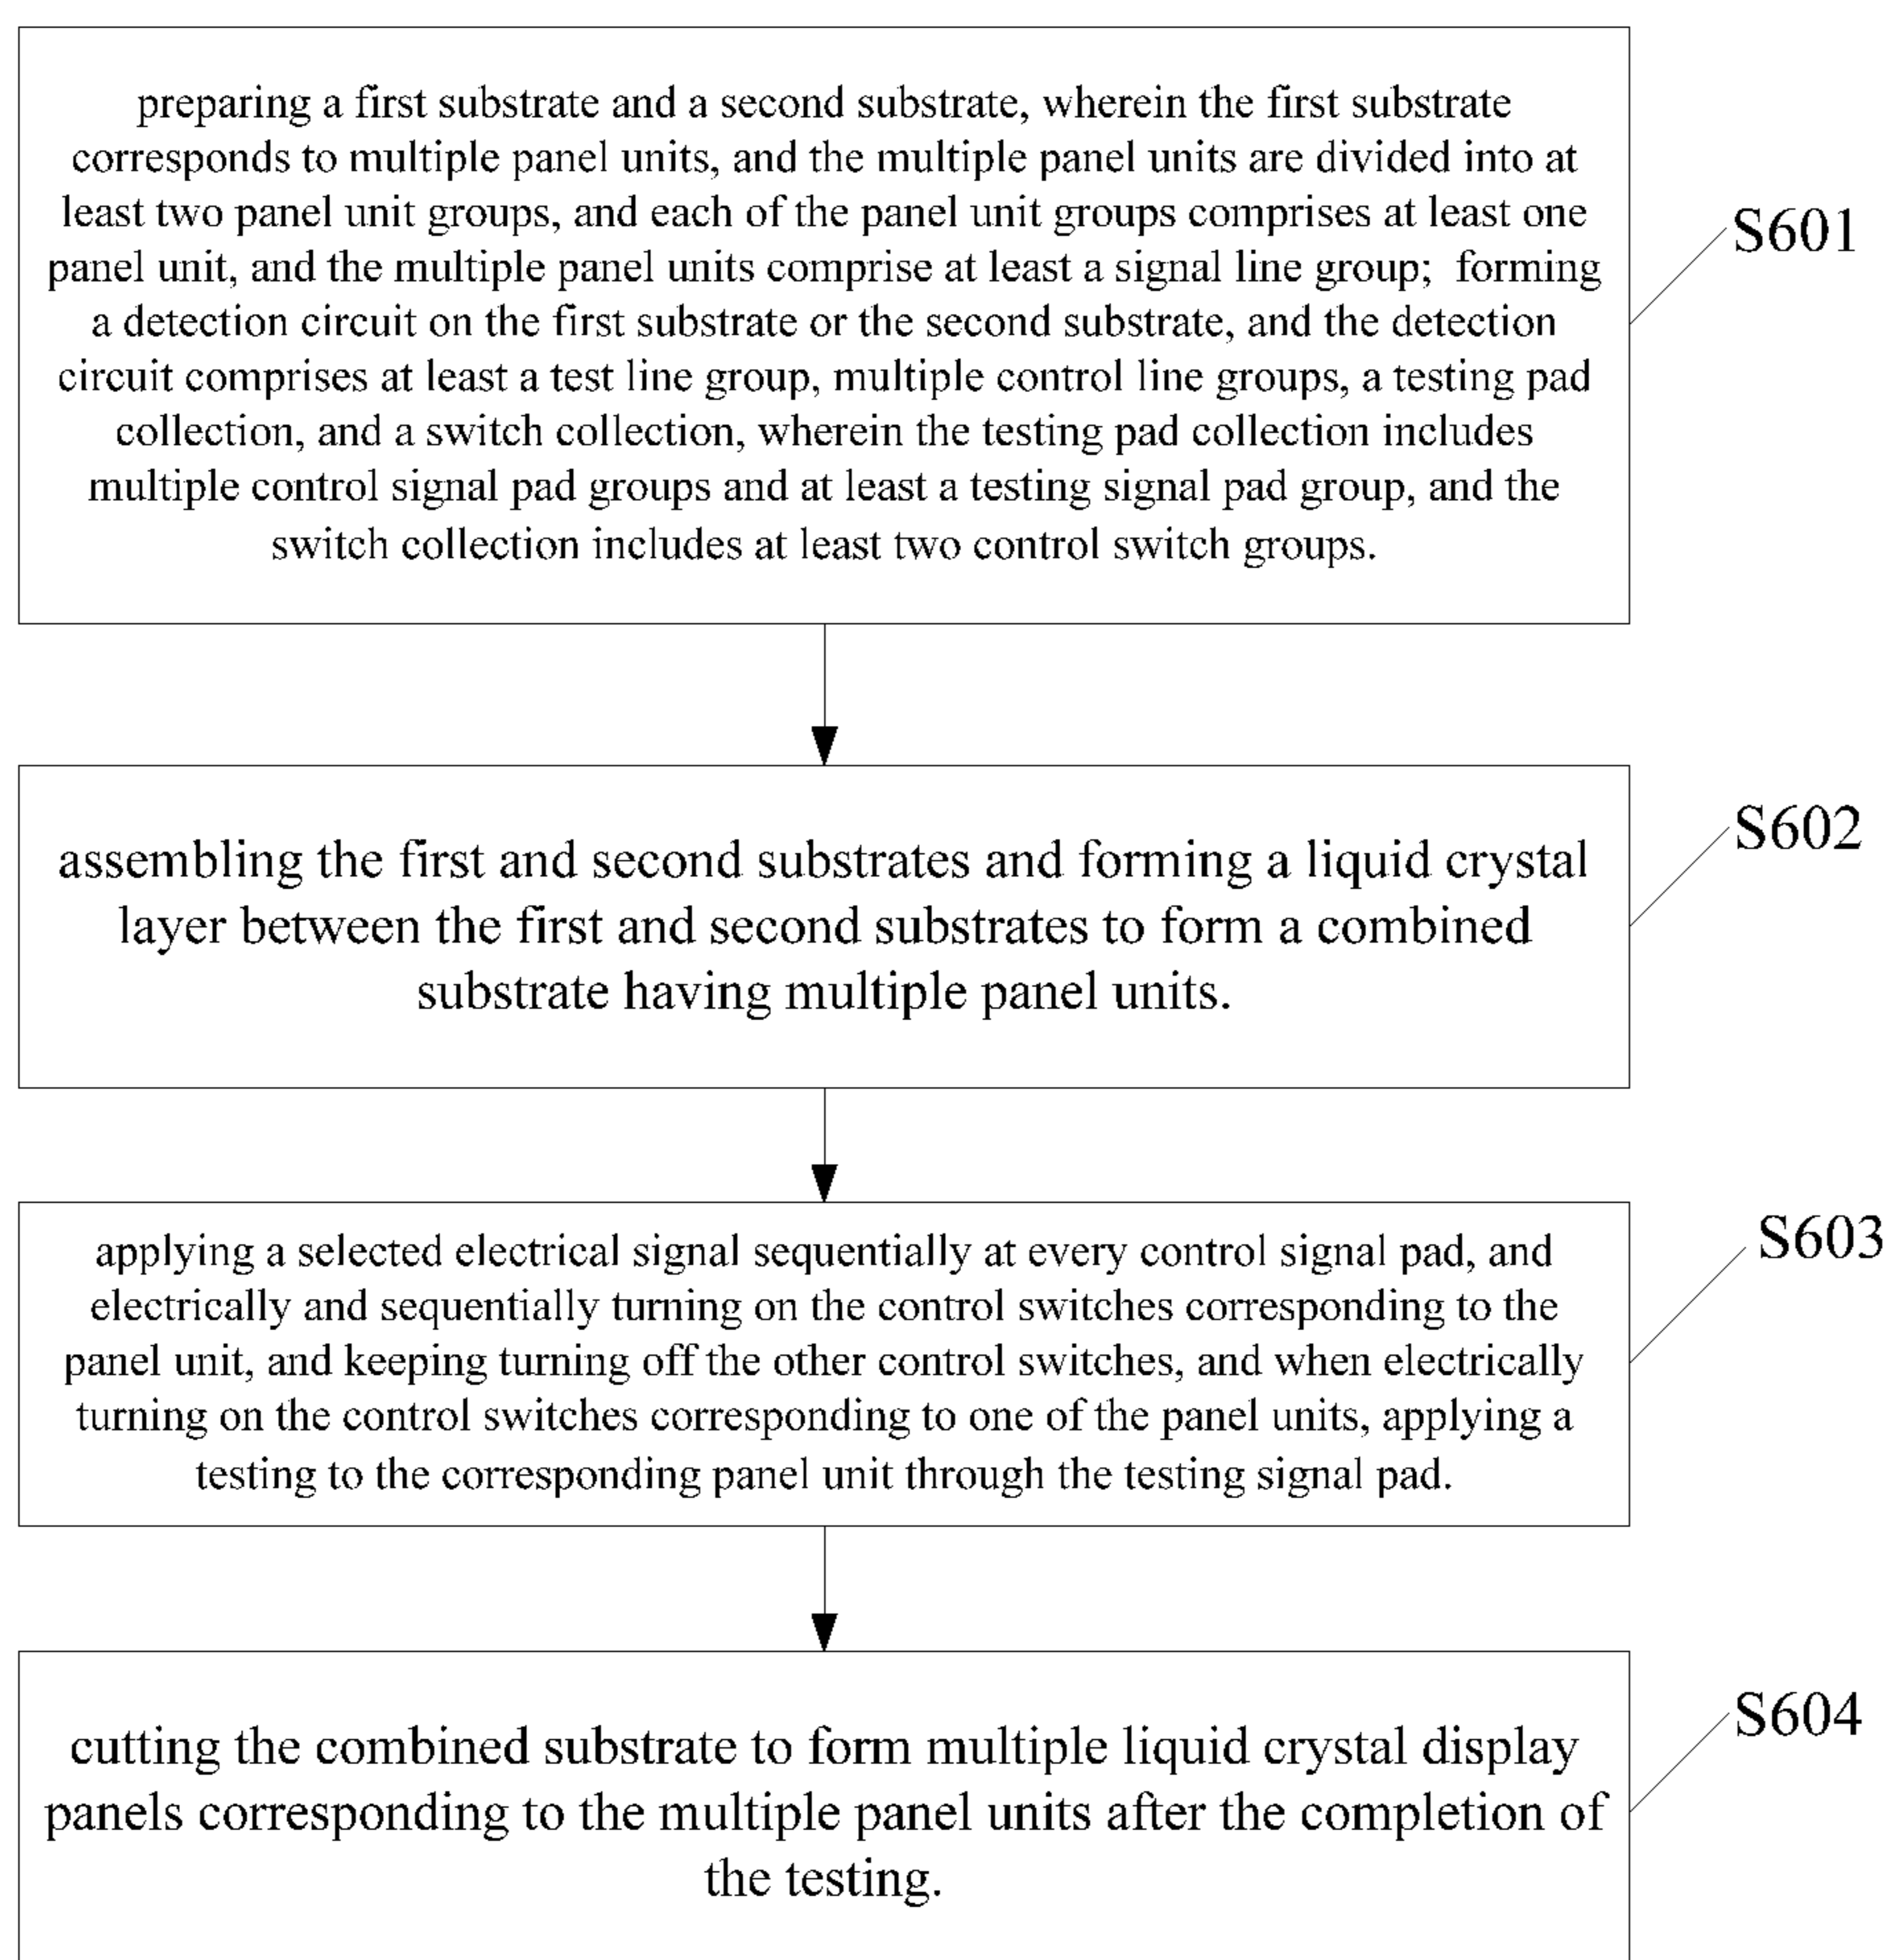 preparing a first substrate and a second substrate, wherein the first substrate
corresponds to multiple panel units, and the multiple panel units are divided into at
least two panel unit groups, and each of the panel unit groups comprises at least one
panel unit, and the multiple panel units comprise at least a signal line group; forming
a detection circuit on the first substrate or the second substrate, and the detection
circuit comprises at least a test line group, multiple control line groups, a testing pad
collection, and a switch collection, wherein the testing pad collection includes
multiple control signal pad groups and at least a testing signal pad group, and the
switch collection includes at least two control switch groups.
S601
assembling the first and second substrates and forming a liquid crystal
layer between the first and second substrates to form a combined
substrate having multiple panel units.
S602
applying a selected electrical signal sequentially at every control signal pad, and
electrically and sequentially turning on the control switches corresponding to the
panel unit, and keeping turning off the other control switches, and when electrically
turning on the control switches corresponding to one of the panel units, applying a
testing to the corresponding panel unit through the testing signal pad.
S603
cutting the combined substrate to form multiple liquid crystal display
panels corresponding to the multiple panel units after the completion of
the testing.
S604